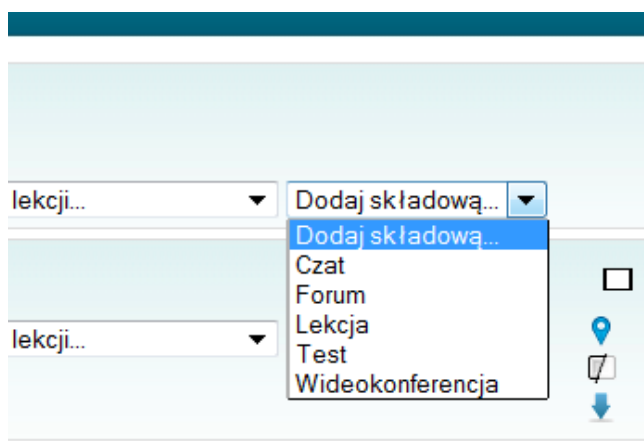 lekcji...
Dodaj składową...
Dodaj składową...
Czat
Forum
Lekcja
lekcji...
Test
Wideokonferencja